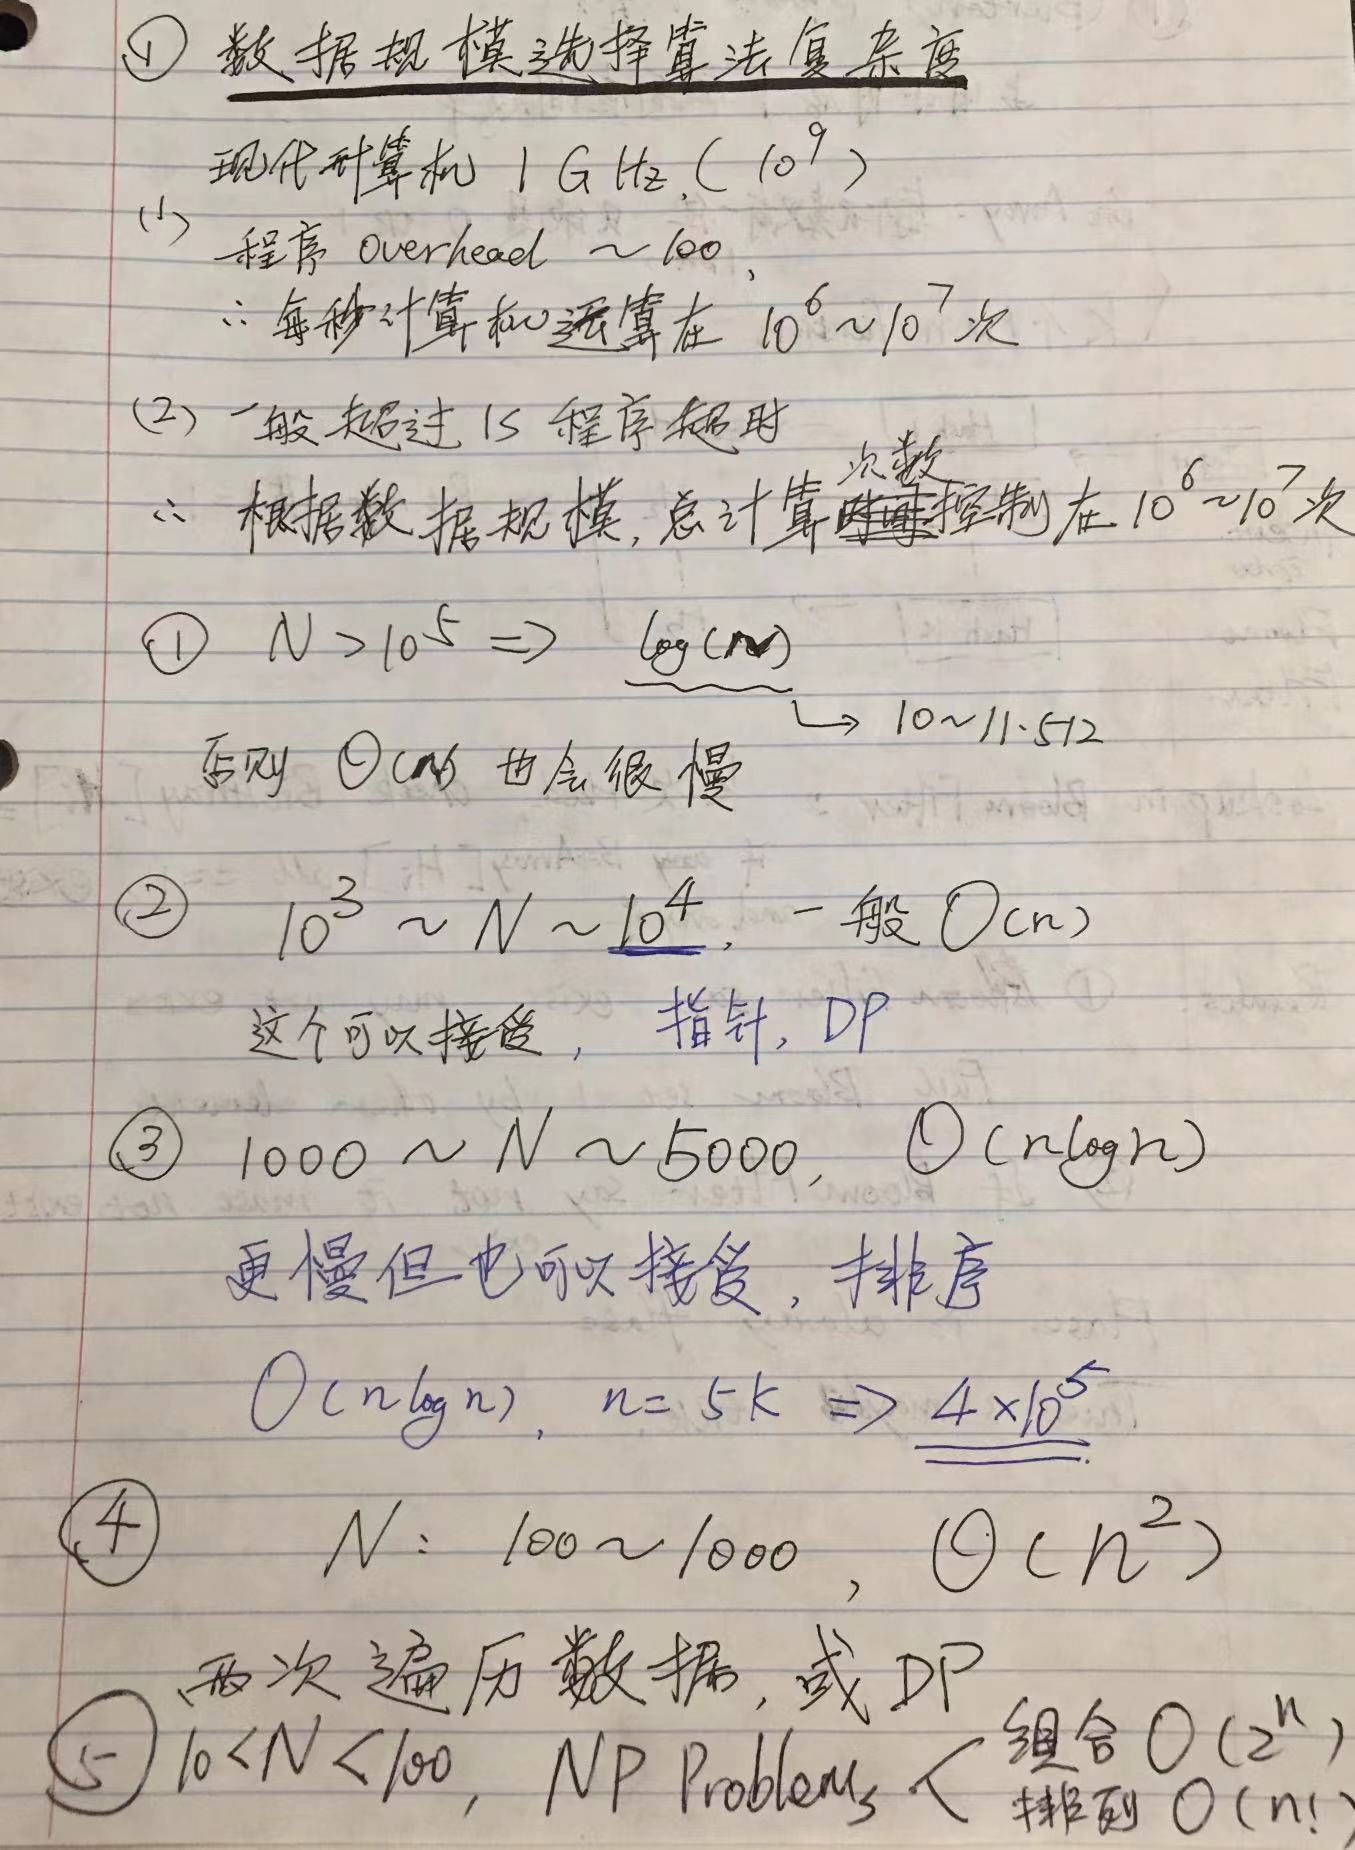 ① 数据规模选择算法复杂度
现代计算机 1 GHz, (10^9)
(1) 程序 overhead ~100,
∴ 每秒计算机运算在 10^6~10^7 次
(2) 一般超过 1s 程序超时
次数
∴ 根据数据规模, 总计算时间控制在 10^6~10^7 次
① N>10^5 => log(N)
↳ 10~11.512
否则 O(n) 也会很慢
② 10^3 ~ N ~ 10^4, 一般 O(n)
这个可以接受, 指针, DP
③ 1000 ~ N ~ 5000, O(nlogn)
更慢但也可以接受, 排序
O(nlogn), n=5K => 4×10^5
④ N: 100~1000, O(n^2)
两次遍历数据, 或 DP
⑤ 10<N<100, NP Problems < 组合 O(2^n)
排列 O(n!)